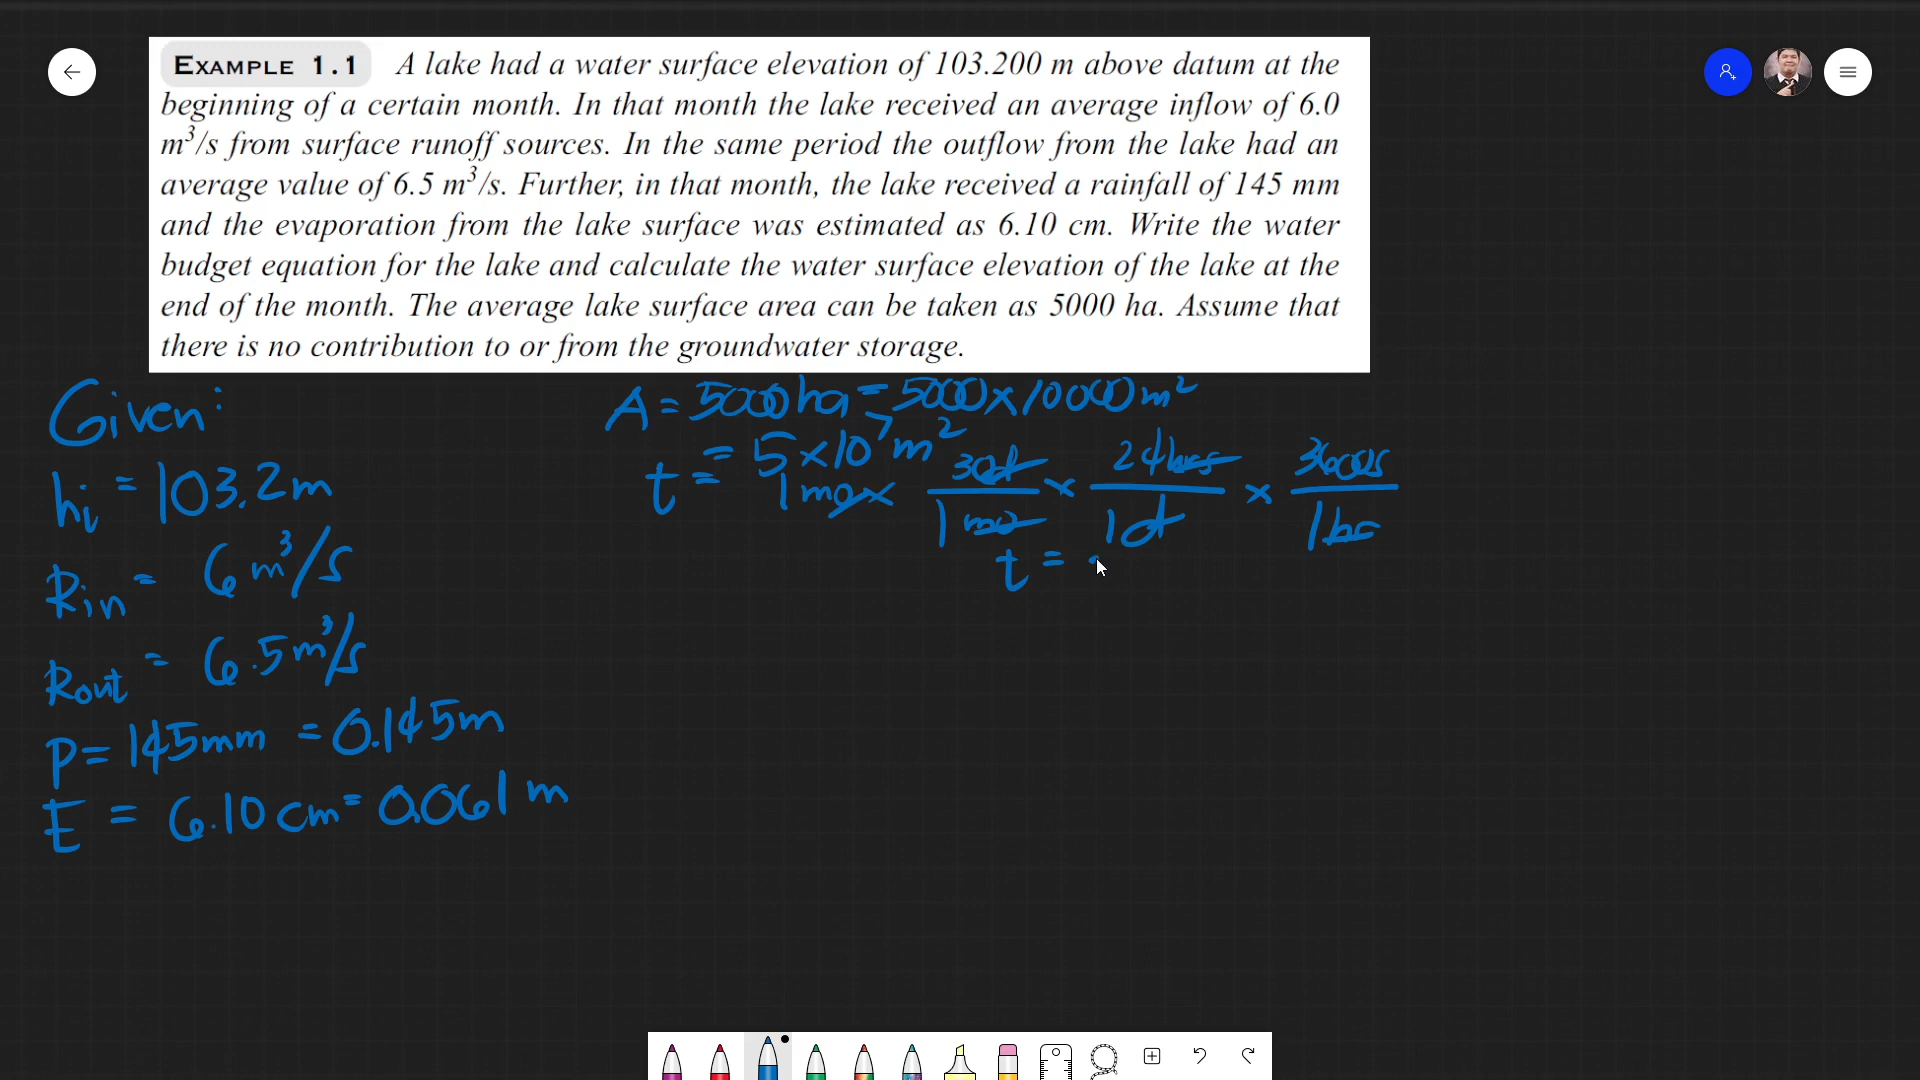 EXAMPLE 1.1 A lake had a water surface elevation of 103.200 m above datum at the
beginning of a certain month. In that month the lake received an average inflow of 6.0
m³/s from surface runoff sources. In the same period the outflow from the lake had an
average value of 6.5 m³/s. Further, in that month, the lake received a rainfall of 145 mm
and the evaporation from the lake surface was estimated as 6.10 cm. Write the water
budget equation for the lake and calculate the water surface elevation of the lake at the
end of the month. The average lake surface area can be taken as 5000 ha. Assume that
there is no contribution to or from the groundwater storage.
Given:
hi = 103.2m
Rin = 6 m³/s
Rout = 6.5 m³/s
P = 145mm = 0.145m
E = 6.10 cm = 0.061 m
A = 5000 ha = 5000 x 10000 m²
= 5 x 10⁷ m²
t = 1 mo x 30d/1 mo x 24hrs/1d x 3600s/1hr
t =